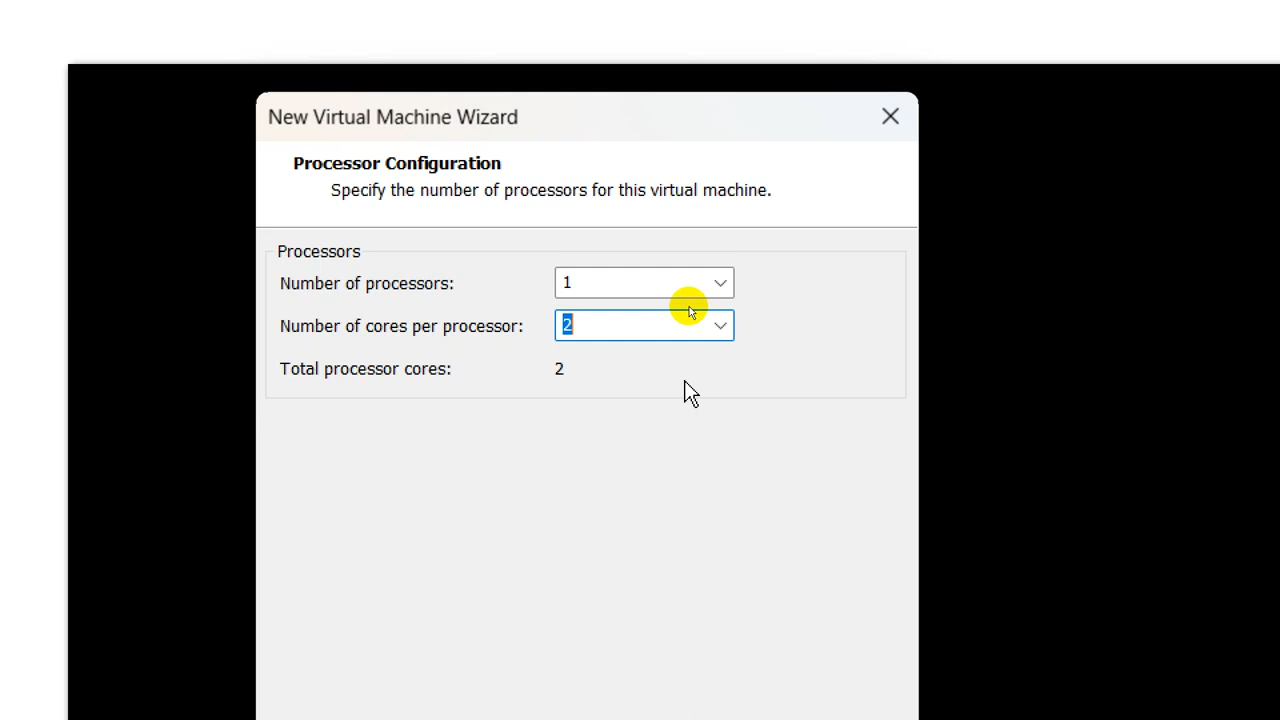 New Virtual Machine Wizard
Processor Configuration
Specify the number of processors for this virtual machine.
Processors
Number of processors: 1
Number of cores per processor: 2
Total processor cores: 2